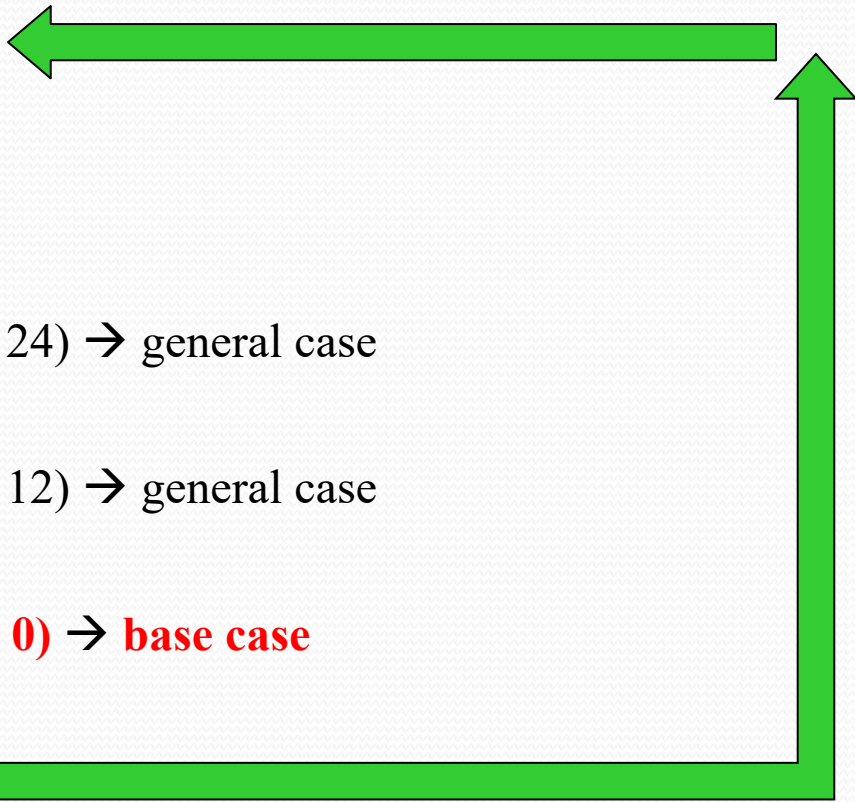 24) → general case
12) → general case
0) → base case